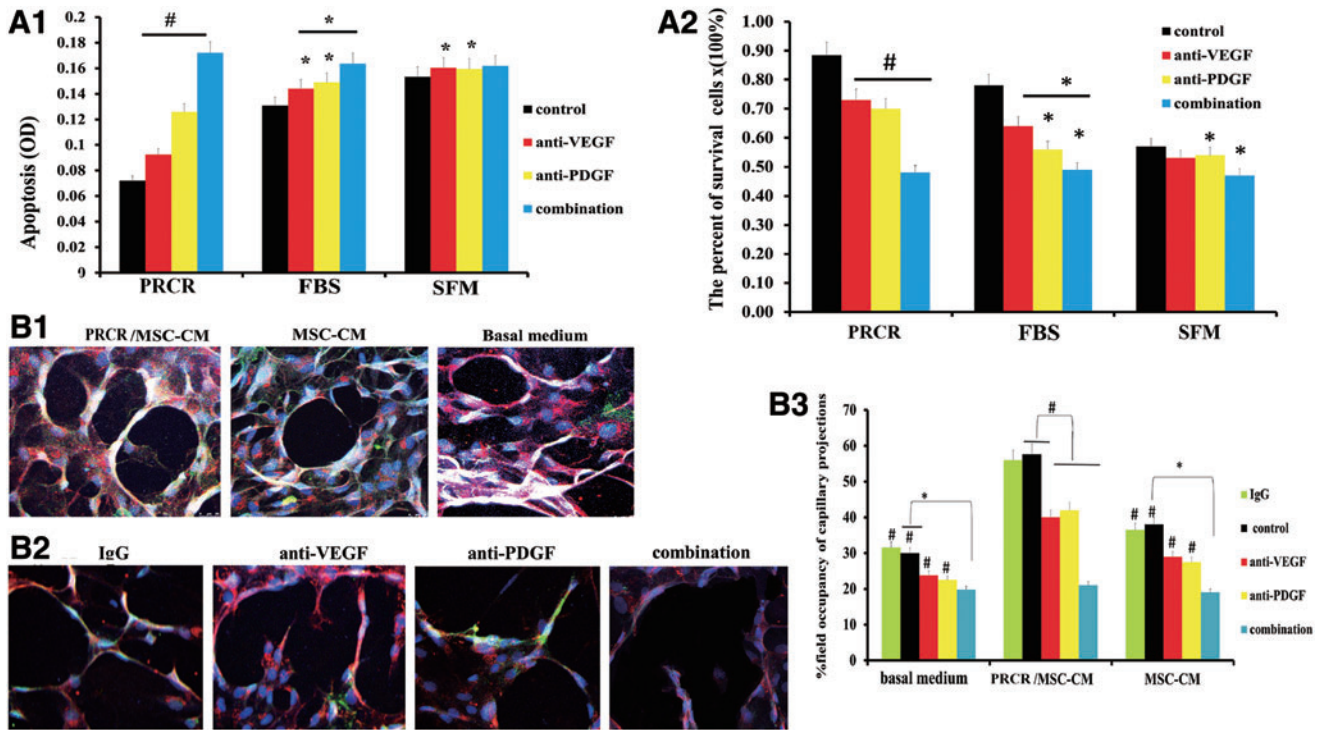 A1
Apoptosis (OD)
0.2
0.18
0.16
0.14
0.12
0.1
0.08
0.06
0.04
0.02
9
#
*
* *
* *
PRCR FBS SFM
control
anti-VEGF
anti-PDGF
combination
A2
The percent of survival cells x(100%)
1.00
0.90
0.80
0.70
0.60
0.50
0.40
0.30
0.20
0.10
0.00
#
*
* *
* *
PRCR FBS SFM
control
anti-VEGF
anti-PDGF
combination
B1
PRCR/MSC-CM MSC-CM Basal medium
B2
IgG anti-VEGF anti-PDGF combination
B3
%field occupancy of capillary projections
70
60
50
40
30
20
10
0
# # # #
*
#
# # # #
*
basal medium PRCR/MSC-CM MSC-CM
IgG
control
anti-VEGF
anti-PDGF
combination